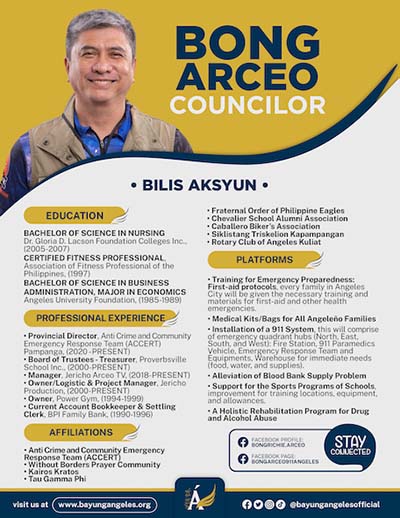 BONG
ARCEO
COUNCILOR
• BILIS AKSYUN •
EDUCATION
BACHELOR OF SCIENCE IN NURSING
Dr. Gloria D. Lacson Foundation Colleges Inc.,
(2005-2007)
CERTIFIED FITNESS PROFESSIONAL,
Association of Fitness Professional of the
Philippines, (1997)
BACHELOR OF SCIENCE IN BUSINESS
ADMINISTRATION, MAJOR IN ECONOMICS
Angeles University Foundation, (1985-1989)
PROFESSIONAL EXPERIENCE
• Provincial Director, Anti Crime and Community
Emergency Response Team (ACCERT)
Pampanga, (2020-PRESENT)
• Board of Trustees - Treasurer, Proverbsville
School Inc., (2000-PRESENT)
• Manager, Jericho Arceo TV, (2018-PRESENT)
• Owner/Logistic & Project Manager, Jericho
Production, (2000-PRESENT)
• Owner, Power Gym, (1994-1999)
• Current Account Bookkeeper & Settling
Clerk, BPI Family Bank, (1990-1996)
AFFILIATIONS
• Anti Crime and Community Emergency
Response Team (ACCERT)
• Without Borders Prayer Community
• Kairos Kratos
• Tau Gamma Phi
• Fraternal Order of Philippine Eagles
• Chevalier School Alumni Association
• Caballero Biker's Association
• Siklistang Triskelion Kapampangan
• Rotary Club of Angeles Kuliat
PLATFORMS
• Training for Emergency Preparedness:
First-aid protocols, every family in Angeles
City will be given the necessary training and
materials for first-aid and other health
emergencies.
• Medical Kits/Bags for All Angeleño Families
• Installation of a 911 System, this will comprise
of emergency quadrant hubs (North, East,
South, and West): Fire Station, 911 Paramedics
Vehicle, Emergency Response Team and
Equipments, Warehouse for immediate needs
(food, water, and supplies).
• Alleviation of Blood Bank Supply Problem
• Support for the Sports Programs of Schools,
improvement for training locations, equipment,
and allowances.
• A Holistic Rehabilitation Program for Drug
and Alcohol Abuse
FACEBOOK PROFILE:
BONGRICHIE.ARCEO
FACEBOOK PAGE:
BONGARCEO911ANGELES
STAY
CONNECTED
visit us at www.bayungangeles.org
@bayungangelesofficial